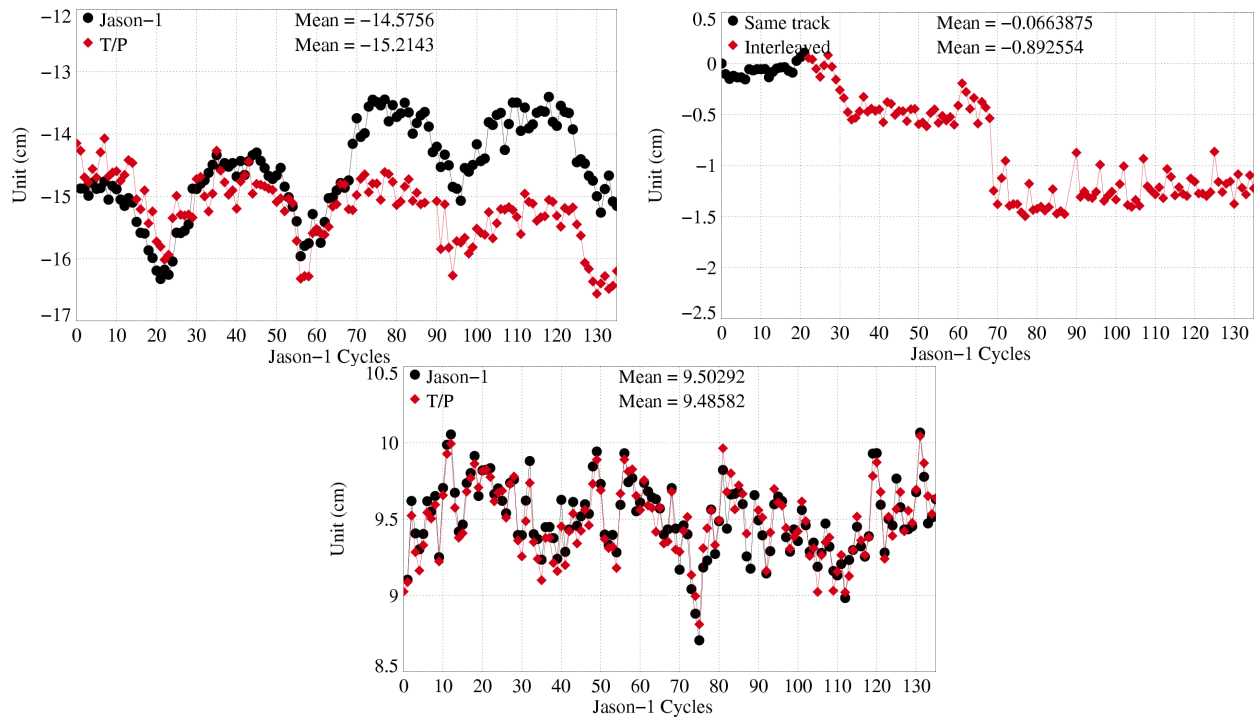 −12
Jason−1
Mean = −14.5756
T/P
Mean = −15.2143
−13
−14
−15
−16
−17
Unit (cm)
0 10 20 30 40 50 60 70 80 90 100 110 120 130
Jason−1 Cycles
0.5
Same track
Mean = −0.0663875
Interleaved
Mean = −0.892554
0
−0.5
−1
−1.5
−2
−2.5
Unit (cm)
0 10 20 30 40 50 60 70 80 90 100 110 120 130
Jason−1 Cycles
10.5
Jason−1
Mean = 9.50292
T/P
Mean = 9.48582
10
9.5
9
8.5
Unit (cm)
0 10 20 30 40 50 60 70 80 90 100 110 120 130
Jason−1 Cycles